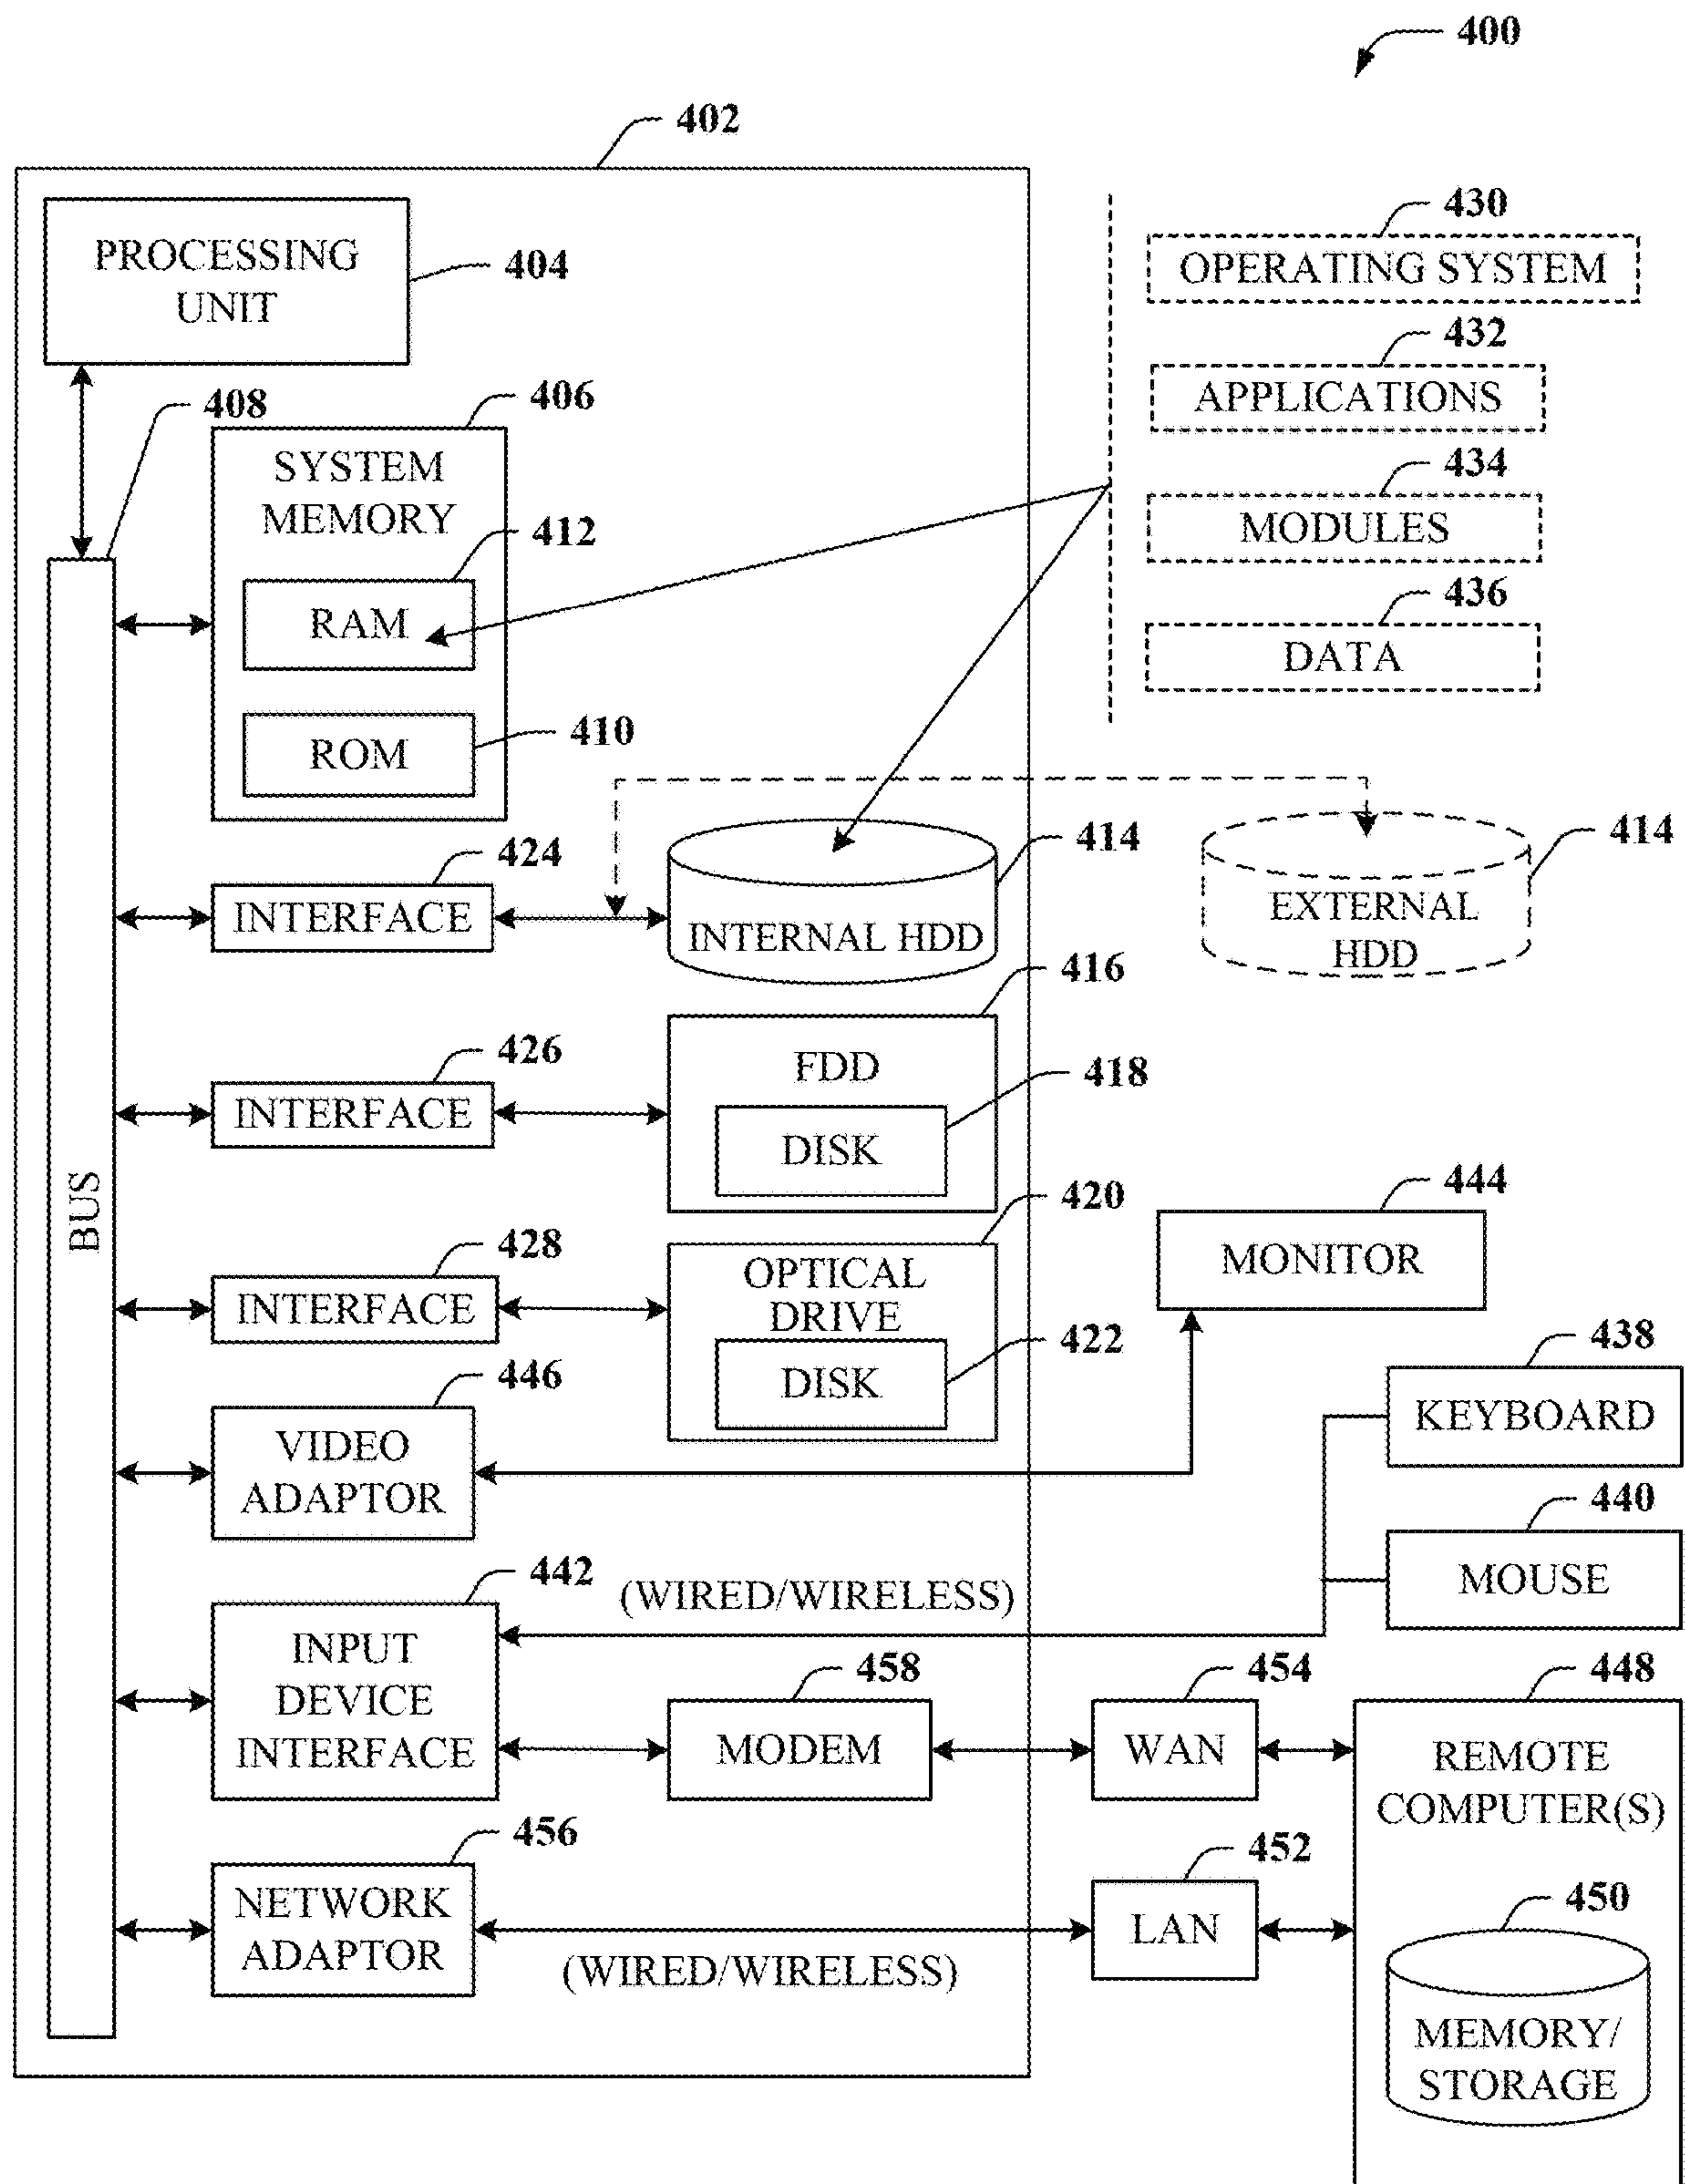 400
402
PROCESSING
UNIT
404
408
406
SYSTEM
MEMORY
412
RAM
410
ROM
430
OPERATING SYSTEM
432
APPLICATIONS
434
MODULES
436
DATA
424
INTERFACE
414
INTERNAL HDD
414
EXTERNAL
HDD
416
426
INTERFACE
FDD
418
DISK
BUS
420
428
INTERFACE
OPTICAL
DRIVE
422
DISK
444
MONITOR
446
VIDEO
ADAPTOR
438
KEYBOARD
440
MOUSE
442
(WIRED/WIRELESS)
INPUT
DEVICE
INTERFACE
458
MODEM
454
WAN
448
REMOTE
COMPUTER(S)
456
NETWORK
ADAPTOR
(WIRED/WIRELESS)
452
LAN
450
MEMORY/
STORAGE